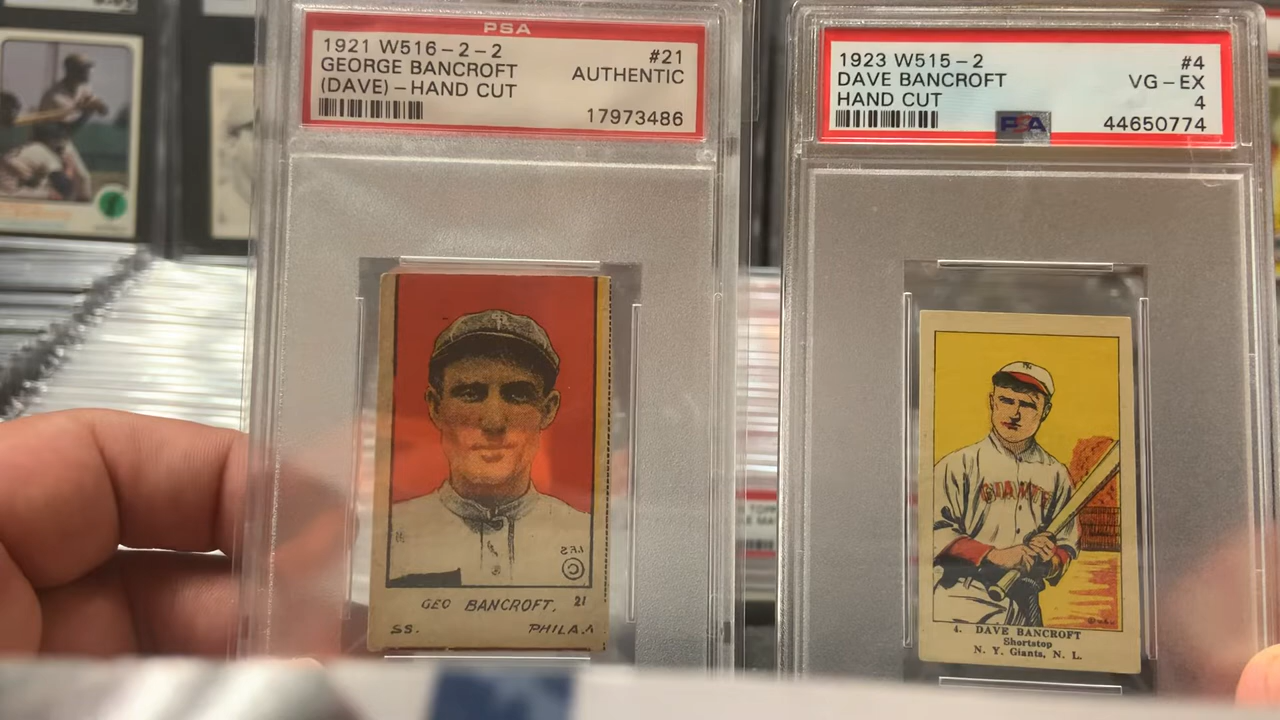 PSA
1921 W516-2-2 #21
GEORGE BANCROFT AUTHENTIC
(DAVE)-HAND CUT
17973486
1923 W515-2 #4
DAVE BANCROFT VG-EX
HAND CUT 4
PSA 44650774
GEO BANCROFT. 21
SS. PHILA.
GIANTS
4. DAVE BANCROFT
Shortstop
N. Y. Giants, N. L.